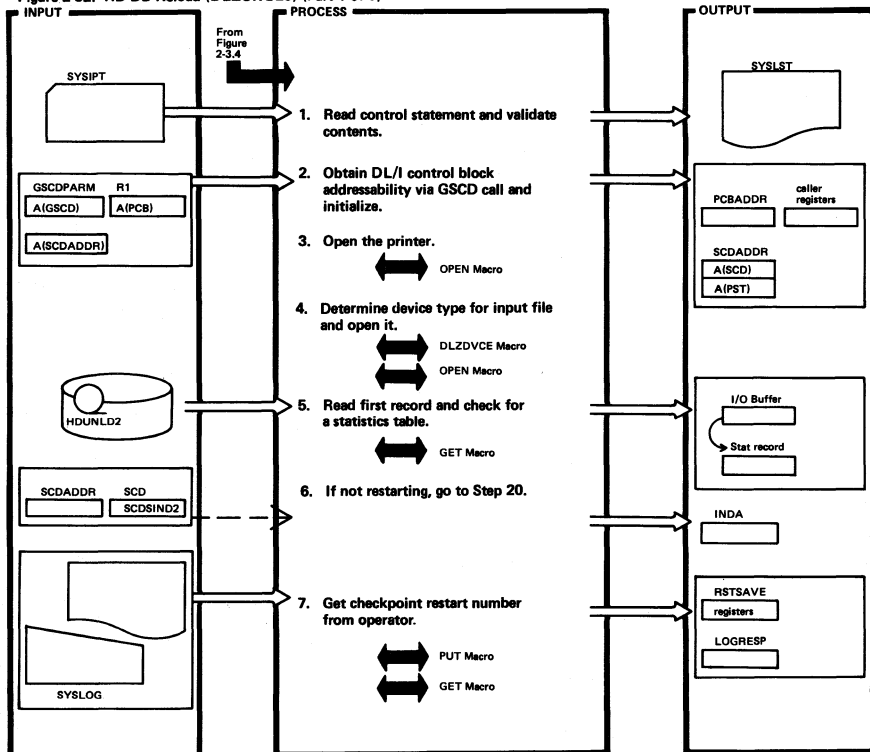 INPUT
PROCESS
OUTPUT
From
Figure
2-3.4
SYSIPT
1. Read control statement and validate
contents.
SYSLST
GSCDPARM R1
A(GSCD) A(PCB)
A(SCDADDR)
2. Obtain DL/I control block
addressability via GSCD call and
initialize.
PCBADDR
caller
registers
SCDADDR
A(SCD)
A(PST)
3. Open the printer.
OPEN Macro
4. Determine device type for input file
and open it.
DLZDVCE Macro
OPEN Macro
HDUNLD2
5. Read first record and check for
a statistics table.
GET Macro
I/O Buffer
Stat record
SCDADDR SCD
SCDSIND2
6. If not restarting, go to Step 20.
INDA
SYSLOG
7. Get checkpoint restart number
from operator.
PUT Macro
GET Macro
RSTSAVE
registers
LOGRESP